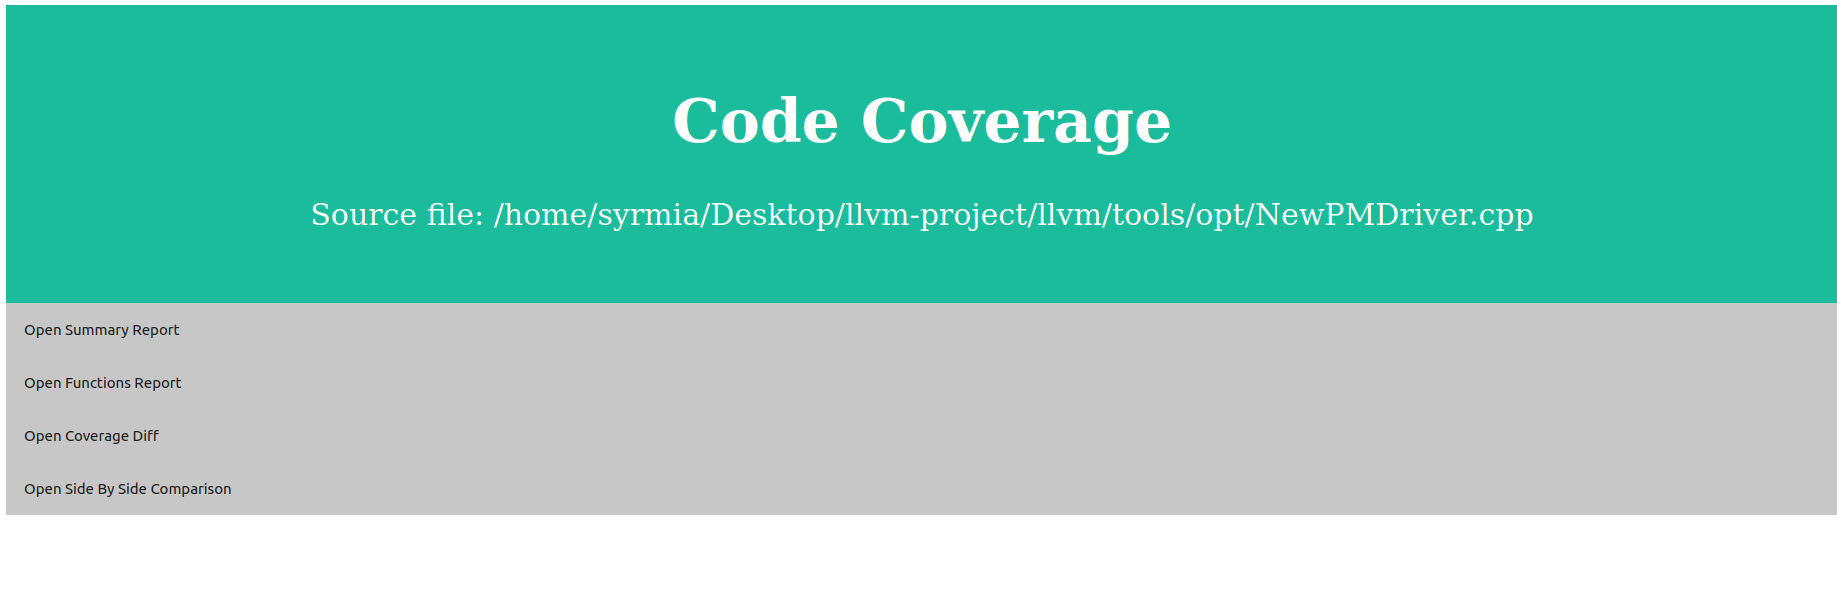 Code Coverage
Source file: /home/syrmia/Desktop/llvm-project/llvm/tools/opt/NewPMDriver.cpp
Open Summary Report
Open Functions Report
Open Coverage Diff
Open Side By Side Comparison